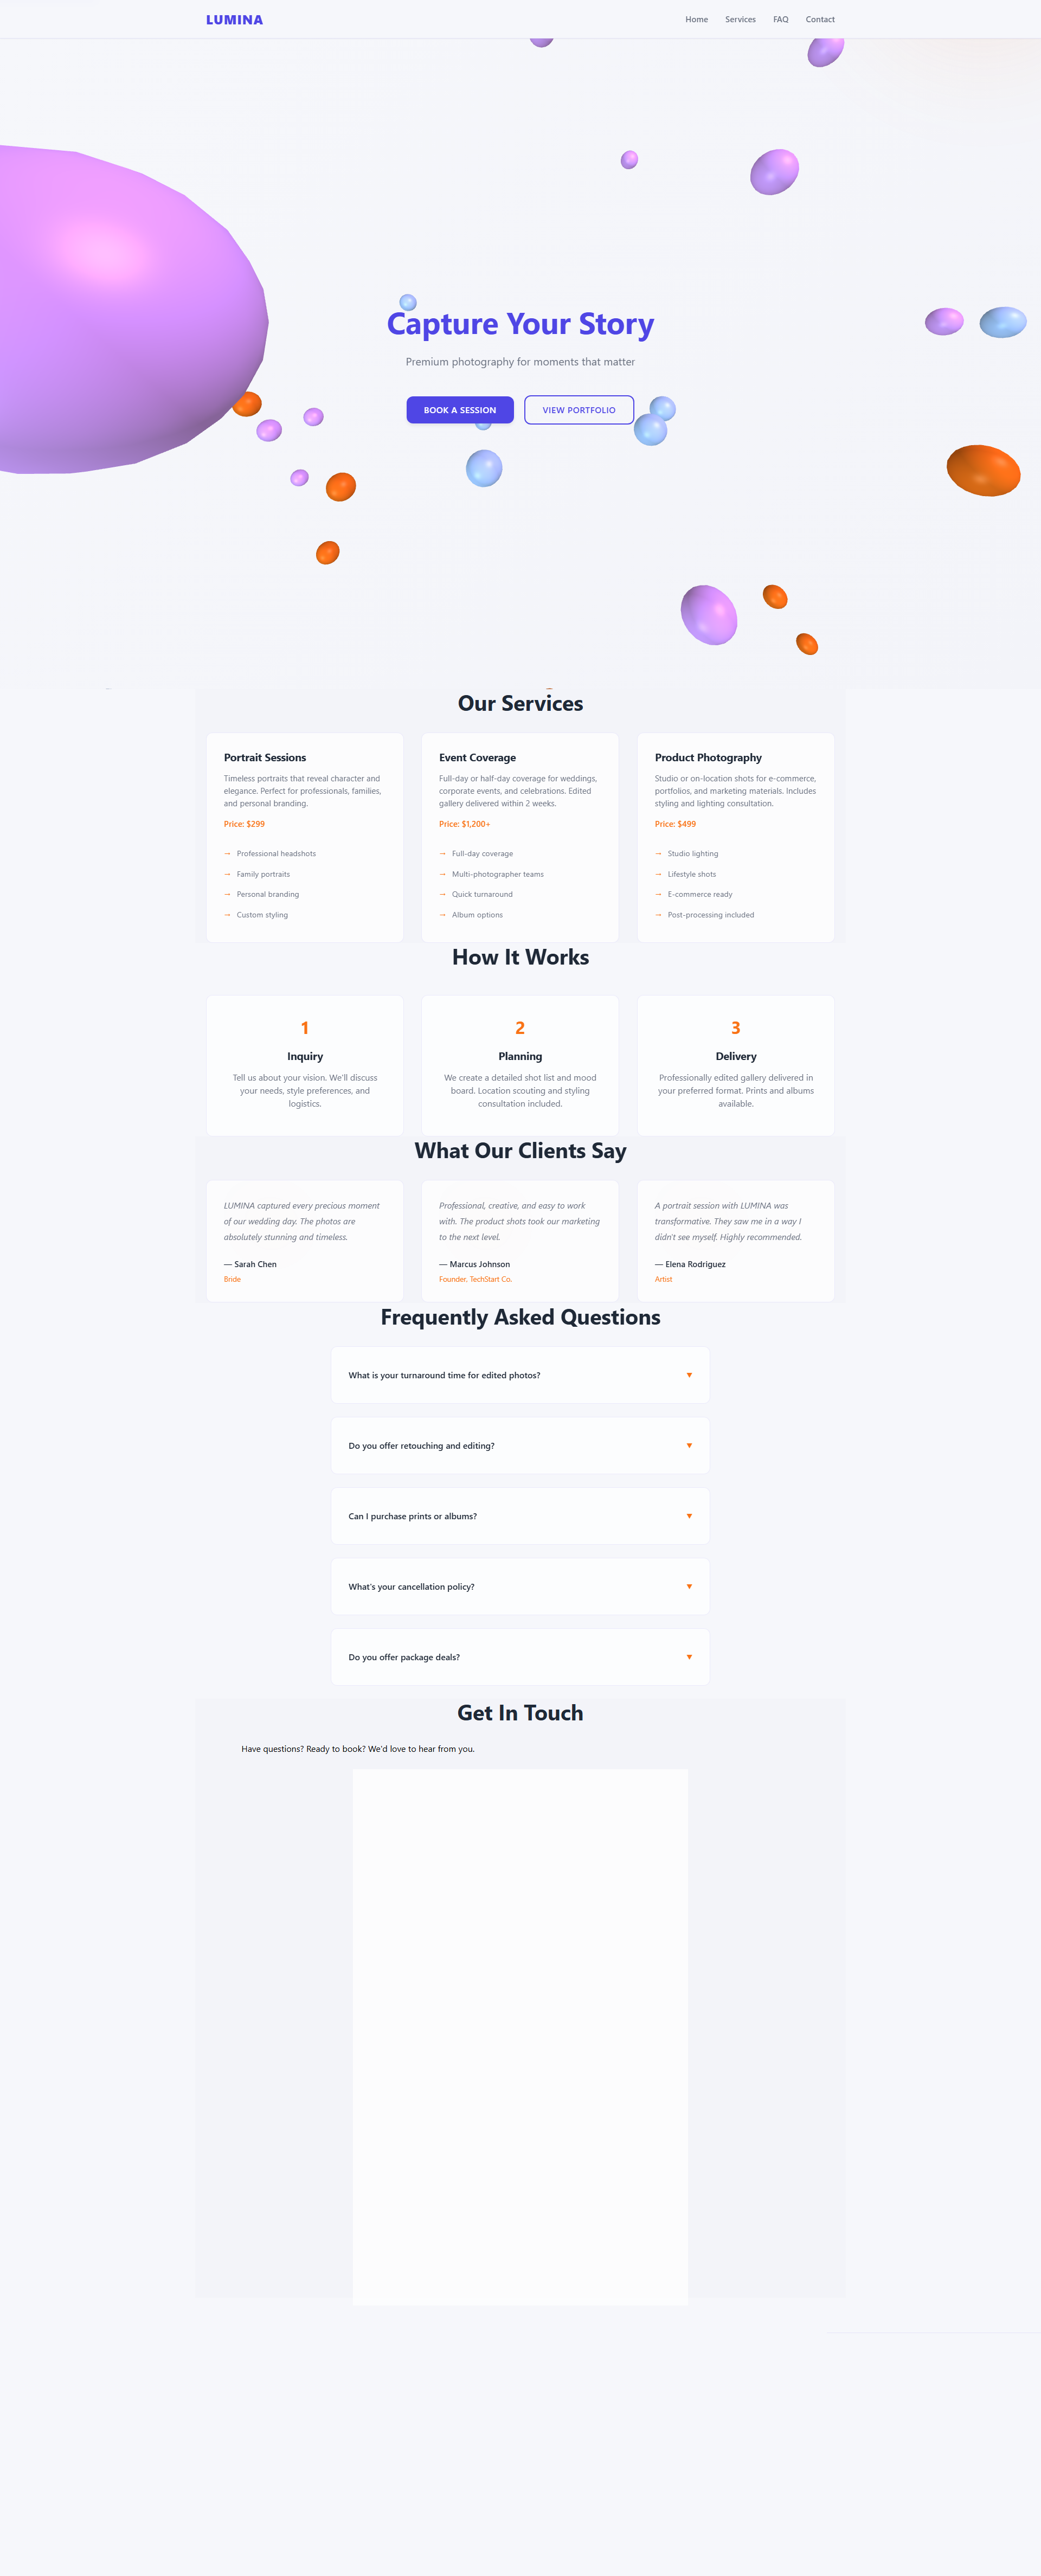 LUMINA
Home Services FAQ Contact
Capture Your Story
Premium photography for moments that matter
BOOK A SESSION
VIEW PORTFOLIO
Our Services
Portrait Sessions
Timeless portraits that reveal character and
elegance. Perfect for professionals, families,
and personal branding.
Price: $299
→ Professional headshots
→ Family portraits
→ Personal branding
→ Custom styling
Event Coverage
Full-day or half-day coverage for weddings,
corporate events, and celebrations. Edited
gallery delivered within 2 weeks.
Price: $1,200+
→ Full-day coverage
→ Multi-photographer teams
→ Quick turnaround
→ Album options
Product Photography
Studio or on-location shots for e-commerce,
portfolios, and marketing materials. Includes
styling and lighting consultation.
Price: $499
→ Studio lighting
→ Lifestyle shots
→ E-commerce ready
→ Post-processing included
How It Works
1
Inquiry
Tell us about your vision. We'll discuss
your needs, style preferences, and
logistics.
2
Planning
We create a detailed shot list and mood
board. Location scouting and styling
consultation included.
3
Delivery
Professionally edited gallery delivered in
your preferred format. Prints and albums
available.
What Our Clients Say
LUMINA captured every precious moment
of our wedding day. The photos are
absolutely stunning and timeless.
— Sarah Chen
Bride
Professional, creative, and easy to work
with. The product shots took our marketing
to the next level.
— Marcus Johnson
Founder, TechStart Co.
A portrait session with LUMINA was
transformative. They saw me in a way I
didn't see myself. Highly recommended.
— Elena Rodriguez
Artist
Frequently Asked Questions
What is your turnaround time for edited photos?
Do you offer retouching and editing?
Can I purchase prints or albums?
What's your cancellation policy?
Do you offer package deals?
Get In Touch
Have questions? Ready to book? We'd love to hear from you.